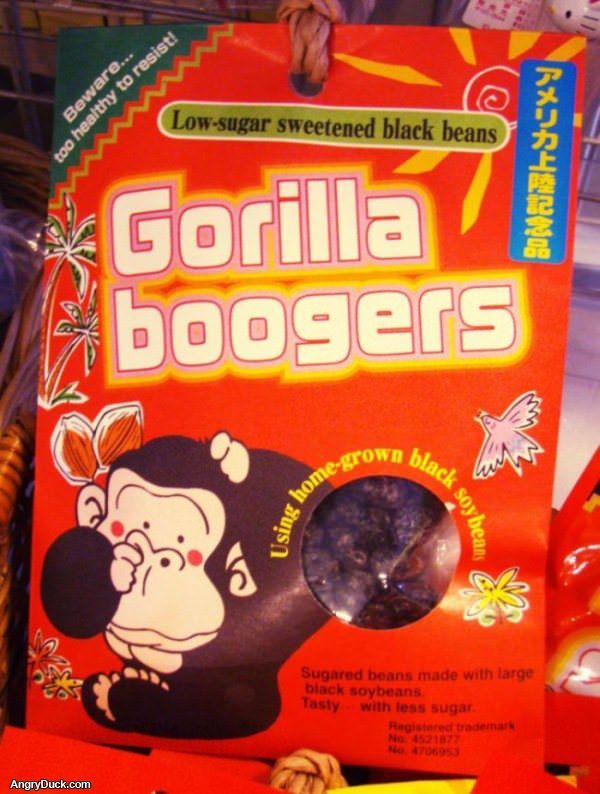 Beware...
too healthy to resist!
Low-sugar sweetened black beans
アメリカ上陸記念品
Gorilla
boogers
Using home-grown black soybean
Sugared beans made with large
black soybeans.
Tasty... with less sugar.
Registered trademark
No. 4521877
No. 4706953
AngryDuck.com